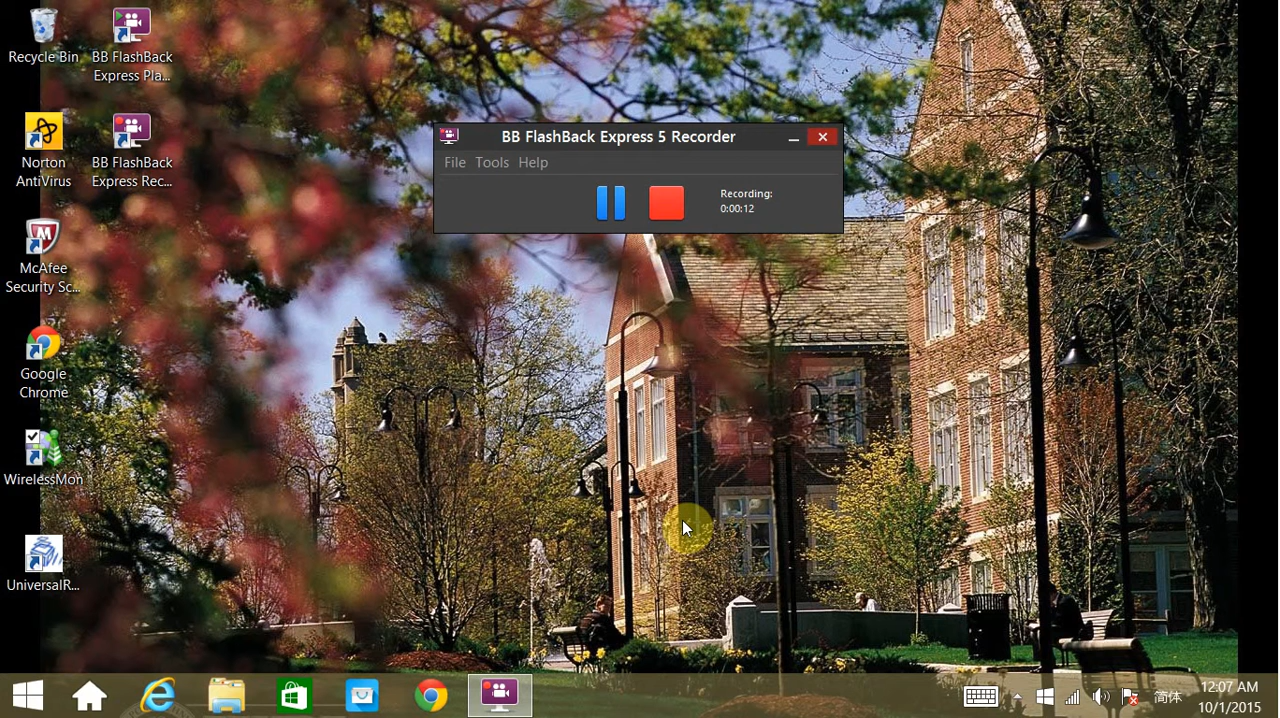 Recycle Bin
BB FlashBack
Express Pla...
Norton
AntiVirus
BB FlashBack
Express Rec...
McAfee
Security Sc...
Google
Chrome
WirelessMon
UniversalR...
BB FlashBack Express 5 Recorder
File Tools Help
Recording:
0:00:12
简体
12:07 AM
10/1/2015